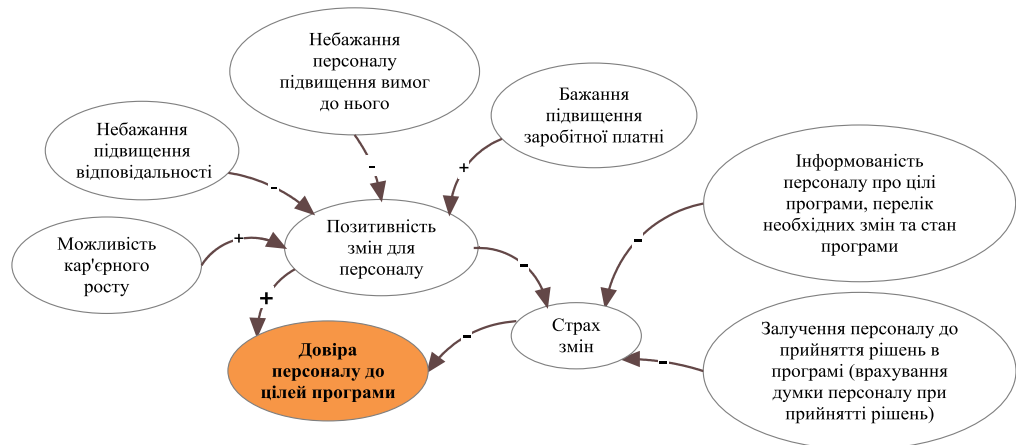 Небажання
персоналу
підвищення вимог
до нього
Бажання
підвищення
заробітної платні
Небажання
підвищення
відповідальності
Інформованість
персоналу про цілі
програми, перелік
необхідних змін та стан
програми
Можливість
кар'єрного
росту
Позитивність
змін для
персоналу
Страх
змін
Довіра
персоналу до
цілей програми
Залучення персоналу до
прийняття рішень в
програмі (врахування
думки персоналу при
прийнятті рішень)
-
-
+
+
+
-
-
-
-